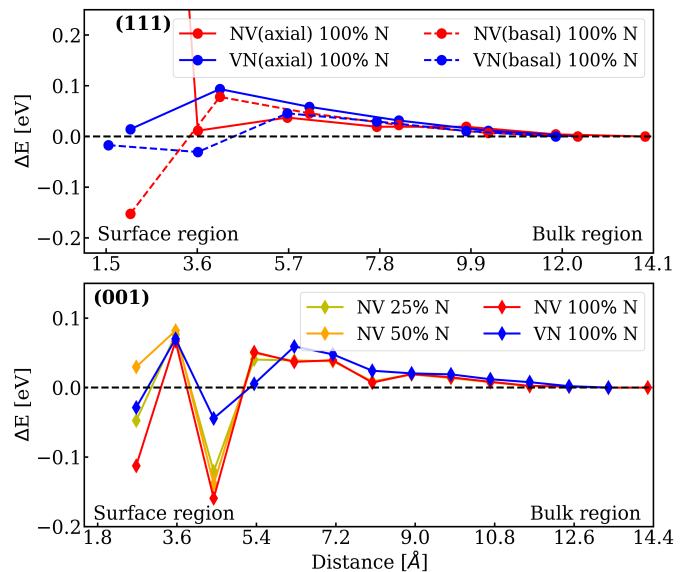 (111)
NV(axial) 100% N
NV(basal) 100% N
VN(axial) 100% N
VN(basal) 100% N
0.2
0.1
0.0
−0.1
−0.2
ΔE [eV]
Surface region
Bulk region
1.5 3.6 5.7 7.8 9.9 12.0 14.1
(001)
NV 25% N
NV 100% N
NV 50% N
VN 100% N
0.1
0.0
−0.1
−0.2
ΔE [eV]
Surface region
Bulk region
1.8 3.6 5.4 7.2 9.0 10.8 12.6 14.4
Distance [Å]